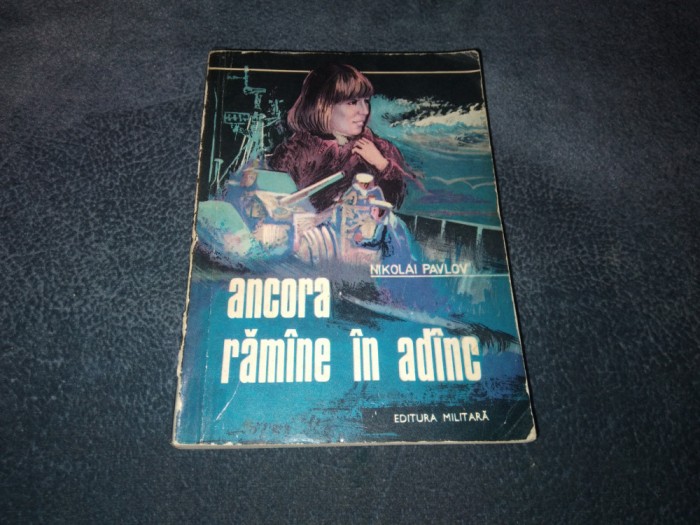 NIKOLAI PAVLOV
ancora
rămîne în adînc
EDITURA MILITARĂ